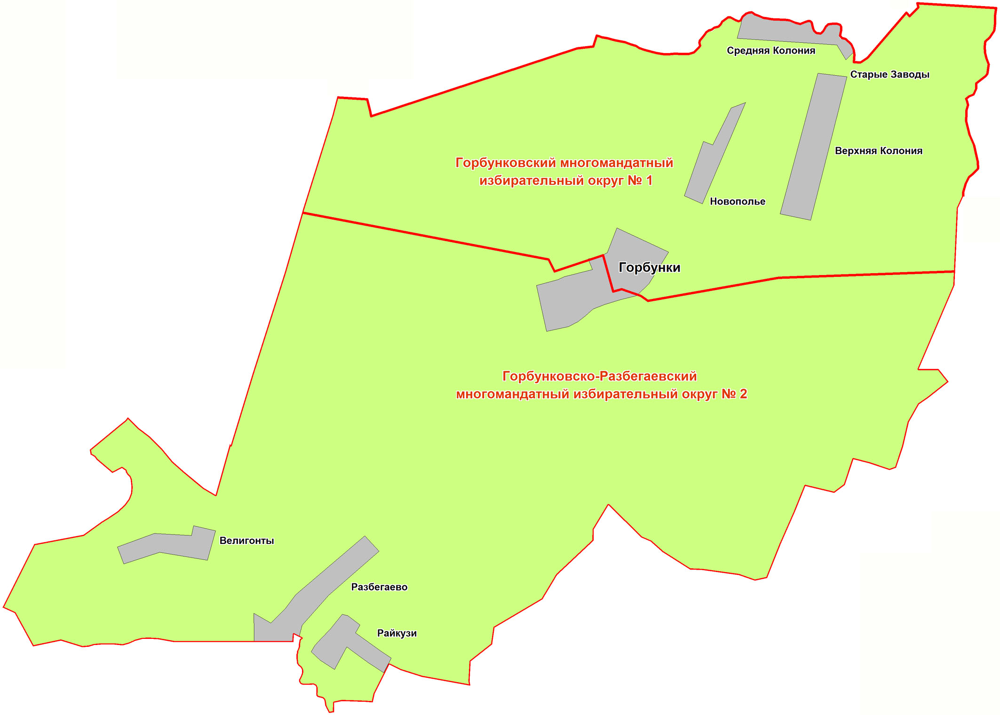 Средняя Колония
Старые Заводы
Верхняя Колония
Горбунковский многомандатный
избирательный округ № 1
Новополье
Горбунки
Горбунковско-Разбегаевский
многомандатный избирательный округ № 2
Велигонты
Разбегаево
Райкузи